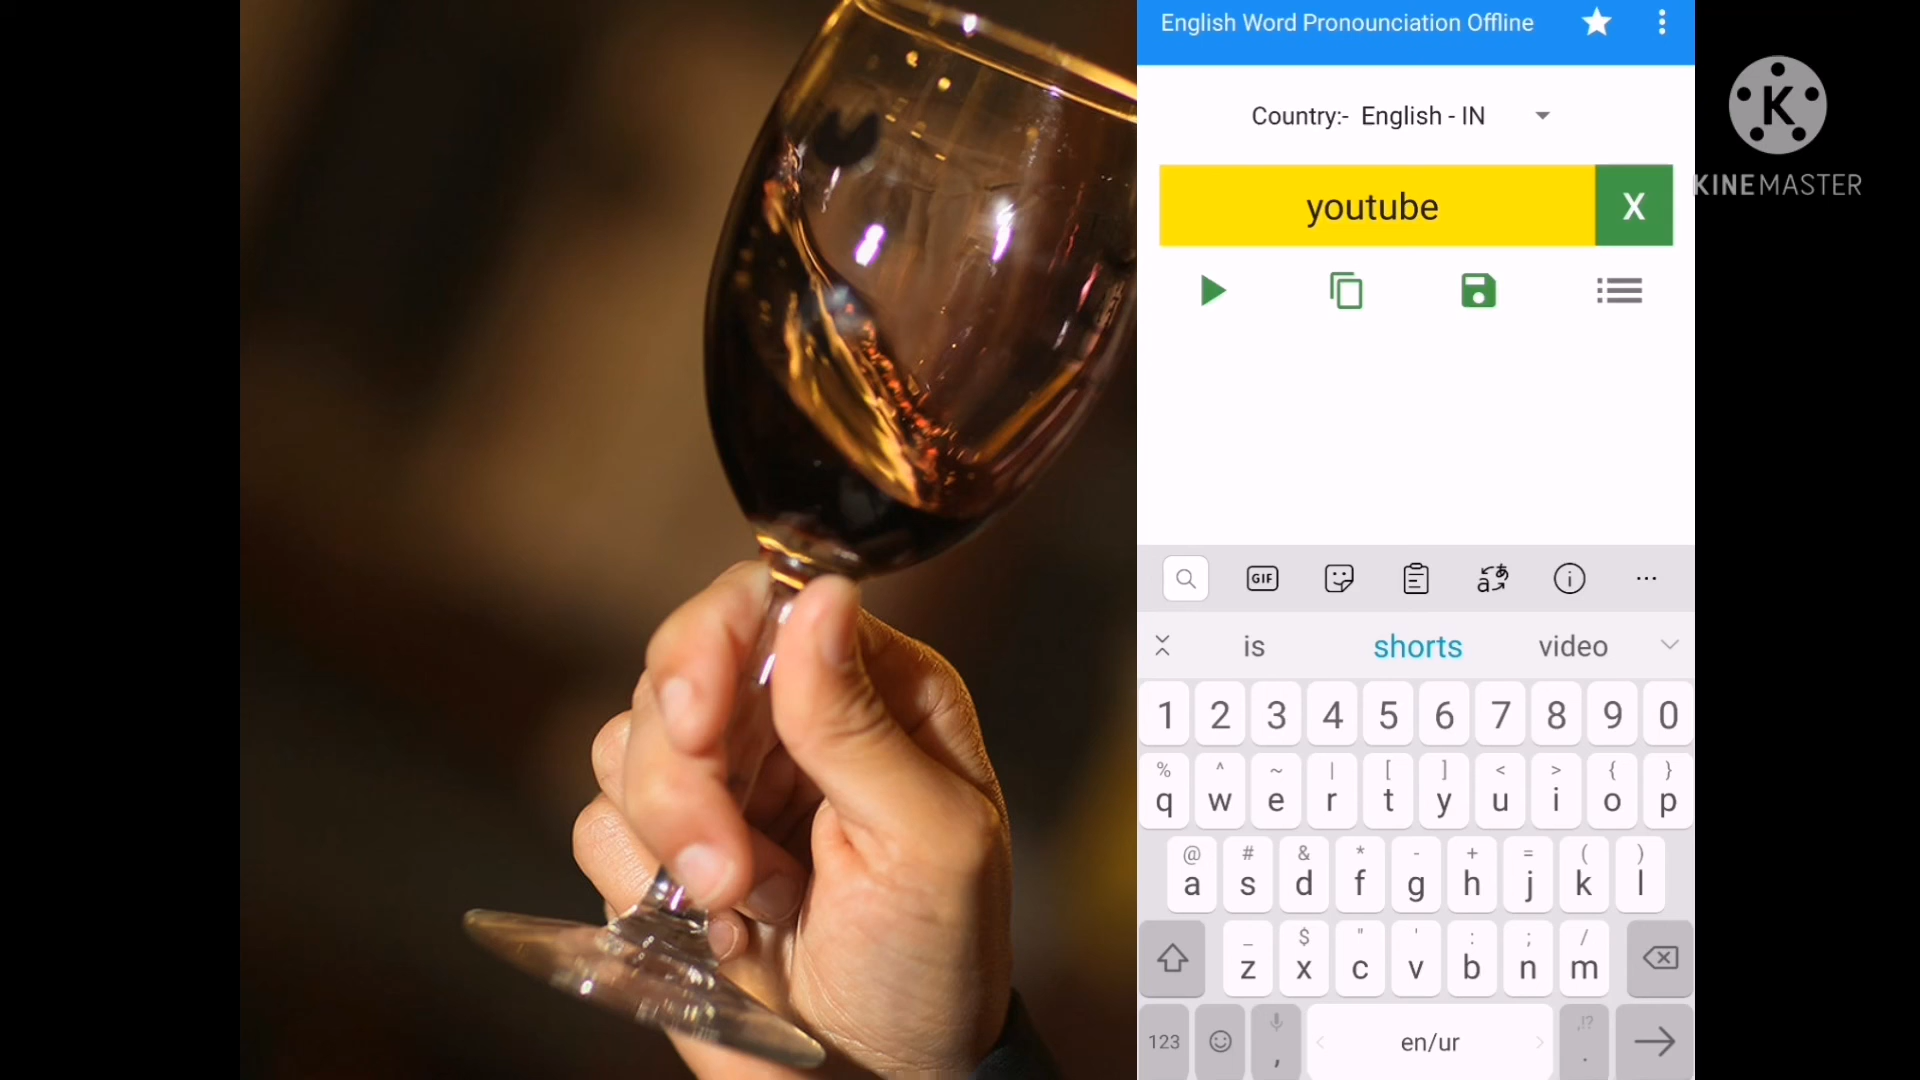 English Word Pronounciation Offline
Country:- English - IN
youtube X
K
KINEMASTER
GIF
is shorts video
1 2 3 4 5 6 7 8 9 0
% ^ ~ | [ ] < > { }
q w e r t y u i o p
@ # & * - + = ( )
a s d f g h j k l
_ $ " ' : ; /
z x c v b n m
,!?
123 , en/ur .